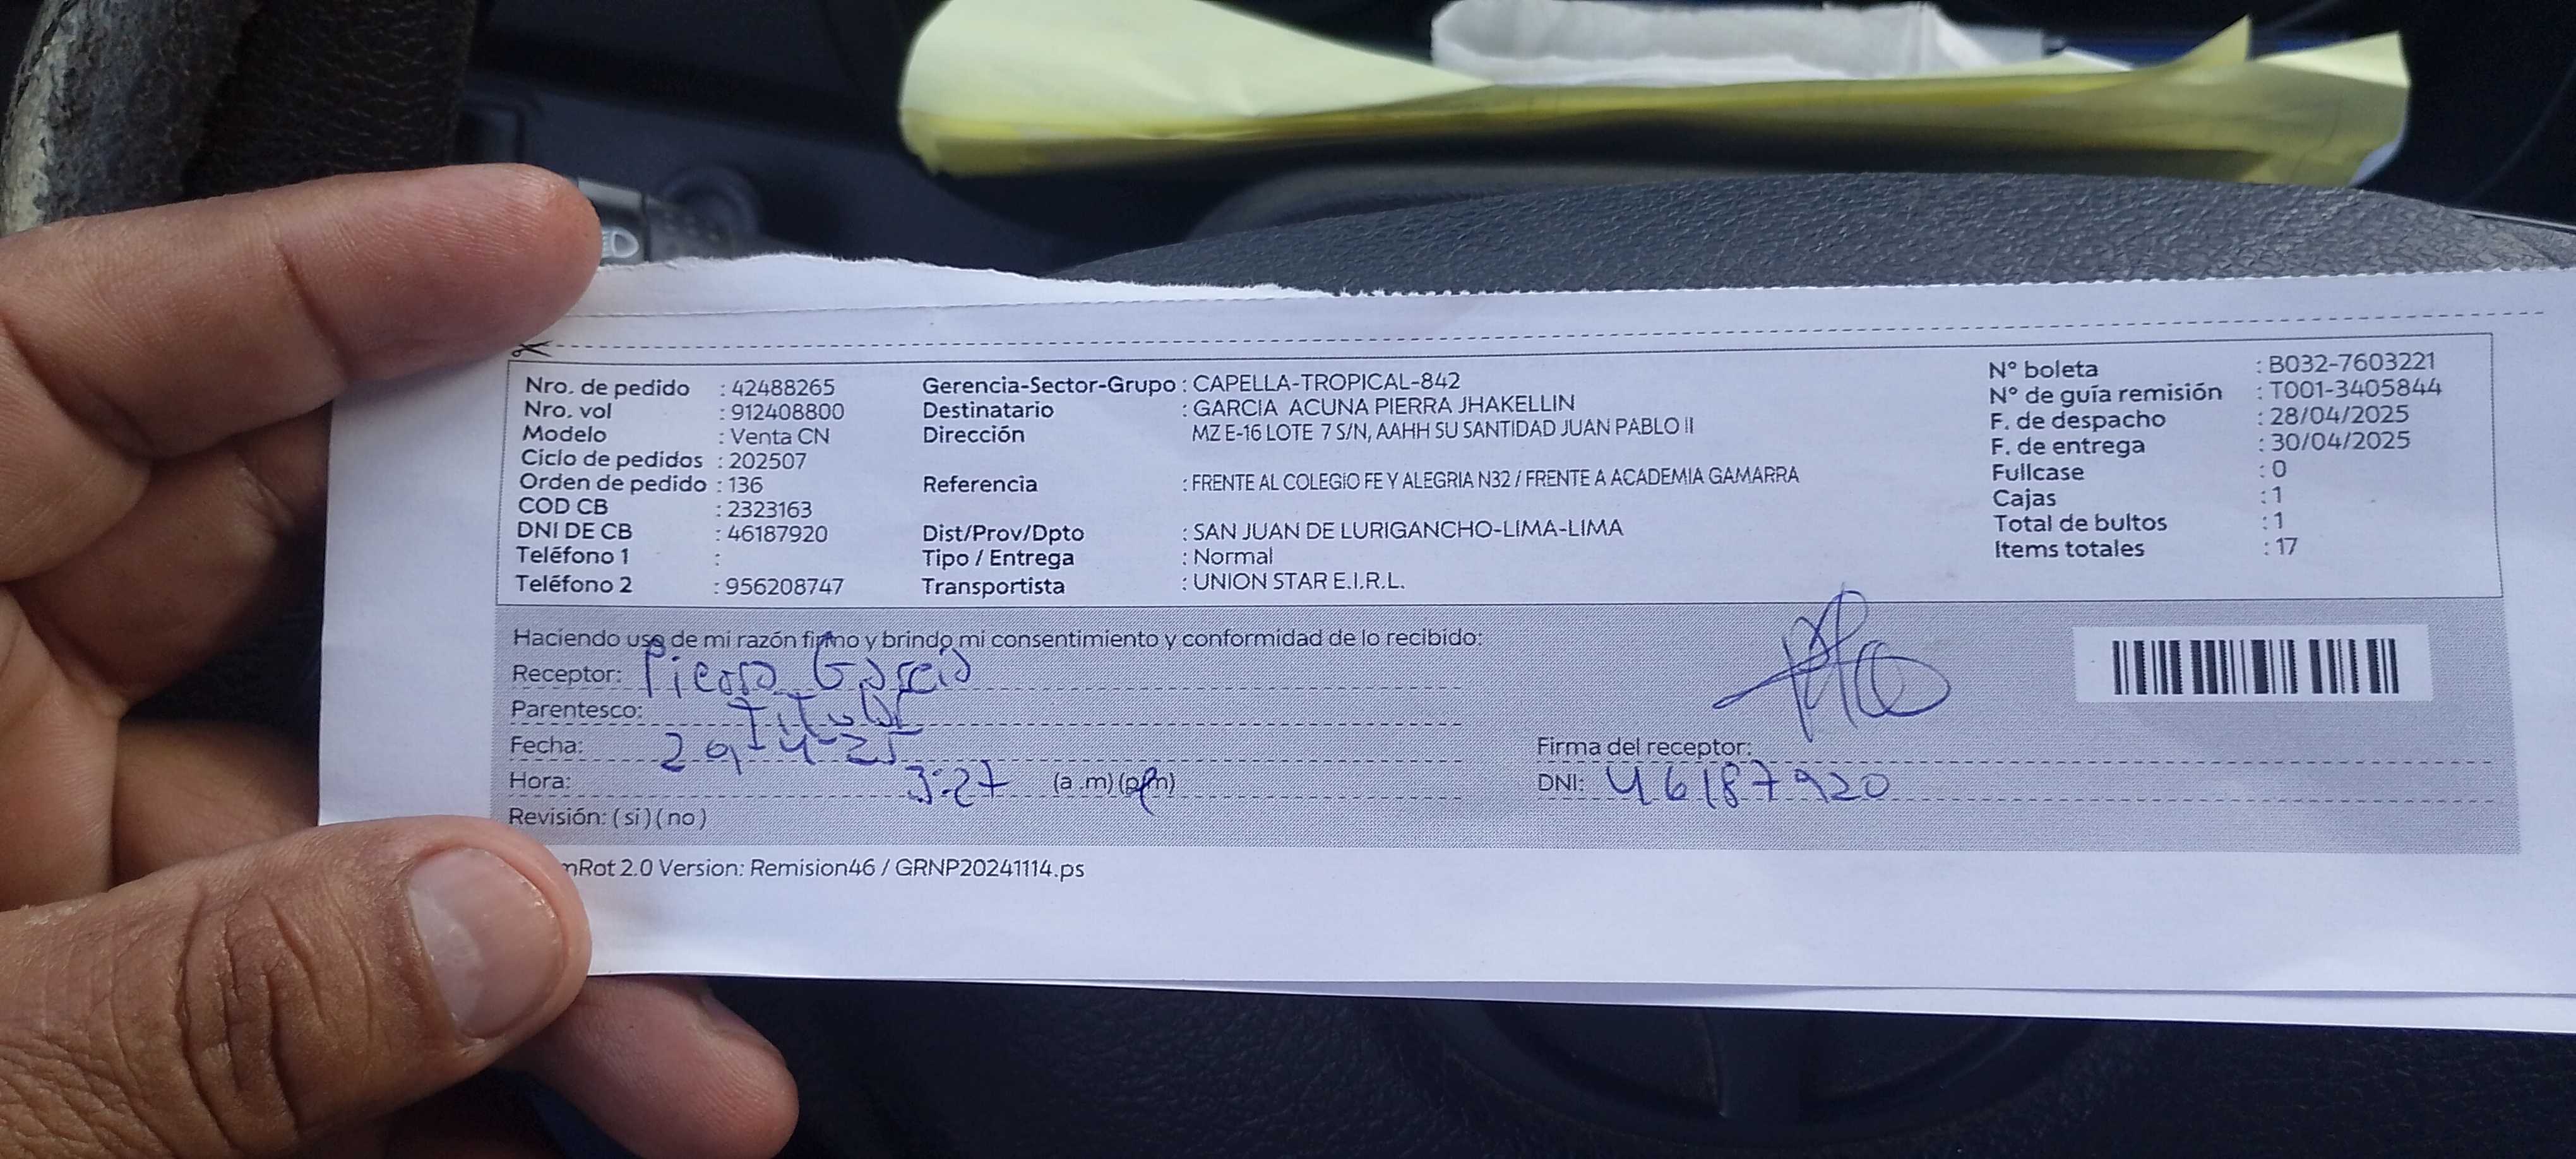 Nro. de pedido : 42488265
Nro. vol : 912408800
Modelo : Venta CN
Ciclo de pedidos : 202507
Orden de pedido : 136
COD CB : 2323163
DNI DE CB : 46187920
Teléfono 1 :
Teléfono 2 : 956208747
Gerencia-Sector-Grupo : CAPELLA-TROPICAL-842
Destinatario : GARCIA ACUNA PIERRA JHAKELLIN
Dirección MZ E-16 LOTE 7 S/N, AAHH SU SANTIDAD JUAN PABLO II
Referencia : FRENTE AL COLEGIO FE Y ALEGRIA N32 / FRENTE A ACADEMIA GAMARRA
Dist/Prov/Dpto : SAN JUAN DE LURIGANCHO-LIMA-LIMA
Tipo / Entrega : Normal
Transportista : UNION STAR E.I.R.L.
N° boleta : B032-7603221
N° de guía remisión : T001-3405844
F. de despacho : 28/04/2025
F. de entrega : 30/04/2025
Fullcase : 0
Cajas : 1
Total de bultos : 1
Items totales : 17
Haciendo uso de mi razón firmo y brindo mi consentimiento y conformidad de lo recibido:
Receptor: Pierra Garcia
Parentesco: Titular
Fecha: 29-4-25
Hora: 3:27 (a .m) (p.m)
Revisión: ( si ) ( no )
Firma del receptor:
DNI: 46187920
mRot 2.0 Version: Remision46 / GRNP20241114.ps